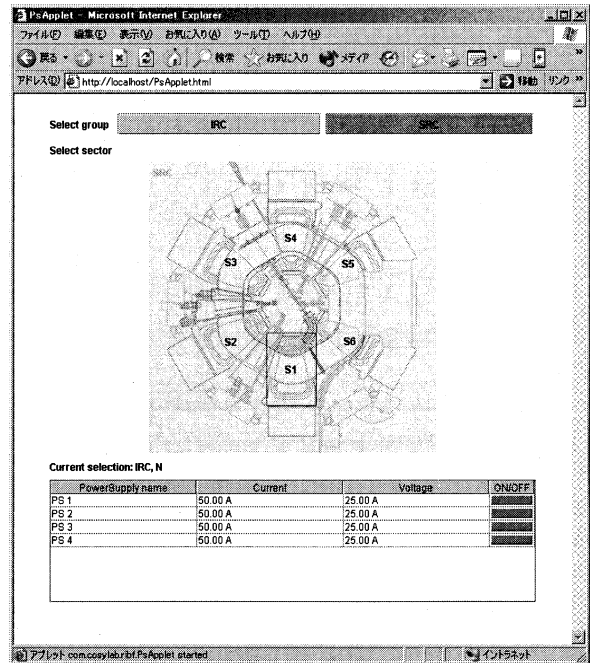 PsApplet - Microsoft Internet Explorer
ファイル(F) 編集(E) 表示(V) お気に入り(A) ツール(T) ヘルプ(H)
戻る 検索 お気に入り メディア
アドレス(D) http://localhost/PsApplet.html 移動 リンク
Select group IRC SRC
Select sector
SRC
S4
S3 S5
S2 S6
S1
Current selection: IRC, N
PowerSupply name Current Voltage ON/OFF
PS 1 50.00 A 25.00 A
PS 2 50.00 A 25.00 A
PS 3 50.00 A 25.00 A
PS 4 50.00 A 25.00 A
アプレット com.cosylab.ribf.PsApplet started イントラネット